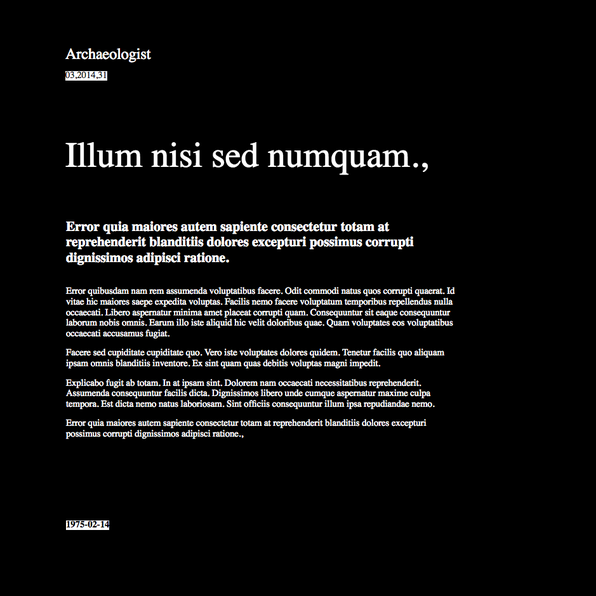 Archaeologist
03.2014.31
Illum nisi sed numquam.,
Error quia maiores autem sapiente consectetur totam at
reprehenderit blanditiis dolores excepturi possimus corrupti
dignissimos adipisci ratione.
Error quibusdam nam rem assumenda voluptatibus facere. Odit commodi natus quos corrupti quaerat. Id
vitae hic maiores saepe expedita voluptas. Facilis nemo facere voluptatum temporibus repellendus nulla
occaecati. Libero aspernatur minima amet placeat corrupti quam. Consequuntur sit eaque consequuntur
laborum nobis omnis. Earum illo iste aliquid hic velit doloribus quae. Quam voluptates eos voluptatibus
occaecati accusamus fugiat.
Facere sed cupiditate cupiditate quo. Vero iste voluptates dolores quidem. Tenetur facilis quo aliquam
ipsam omnis blanditiis inventore. Ex sint quam quas debitis voluptas magni impedit.
Explicabo fugit ab totam. In at ipsam sint. Dolorem nam occaecati necessitatibus reprehenderit.
Assumenda consequuntur facilis dicta. Dignissimos libero unde cumque aspernatur maxime culpa
tempora. Est dicta nemo natus laboriosam. Sint officiis consequuntur illum ipsa repudiandae nemo.
Error quia maiores autem sapiente consectetur totam at reprehenderit blanditiis dolores excepturi
possimus corrupti dignissimos adipisci ratione.,
1975-02-14